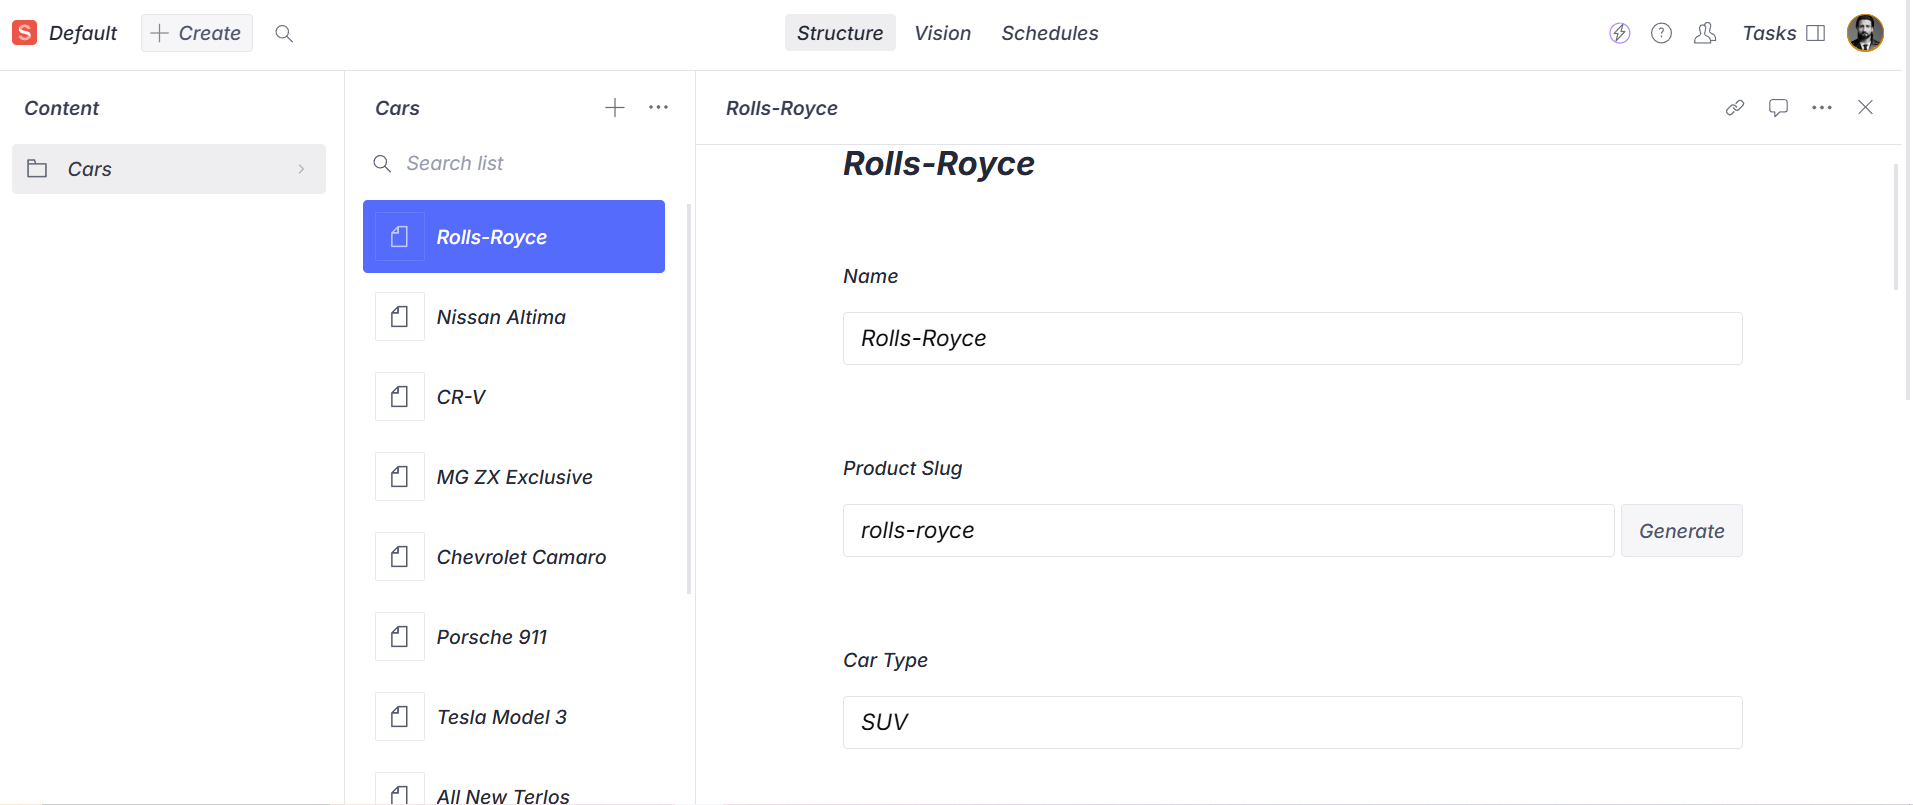 S Default
Create
Structure
Vision
Schedules
Tasks
Content
Cars
Cars
Search list
Rolls-Royce
Nissan Altima
CR-V
MG ZX Exclusive
Chevrolet Camaro
Porsche 911
Tesla Model 3
All New Terlos
Rolls-Royce
Rolls-Royce
Name
Rolls-Royce
Product Slug
rolls-royce
Generate
Car Type
SUV